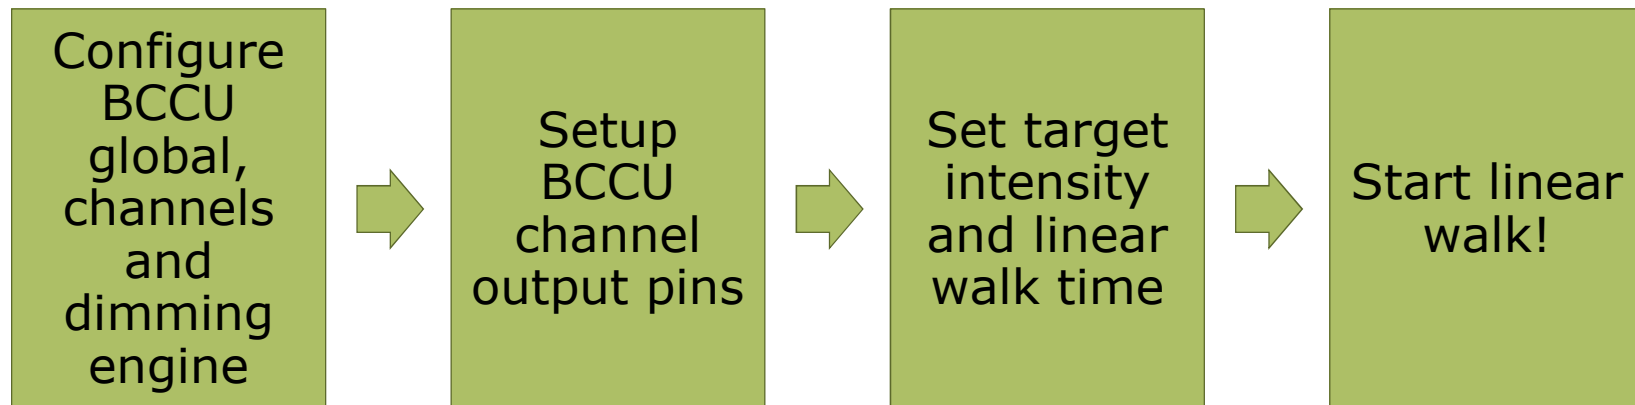 Configure
BCCU
global,
channels
and
dimming
engine
Setup
BCCU
channel
output pins
Set target
intensity
and linear
walk time
Start linear
walk!